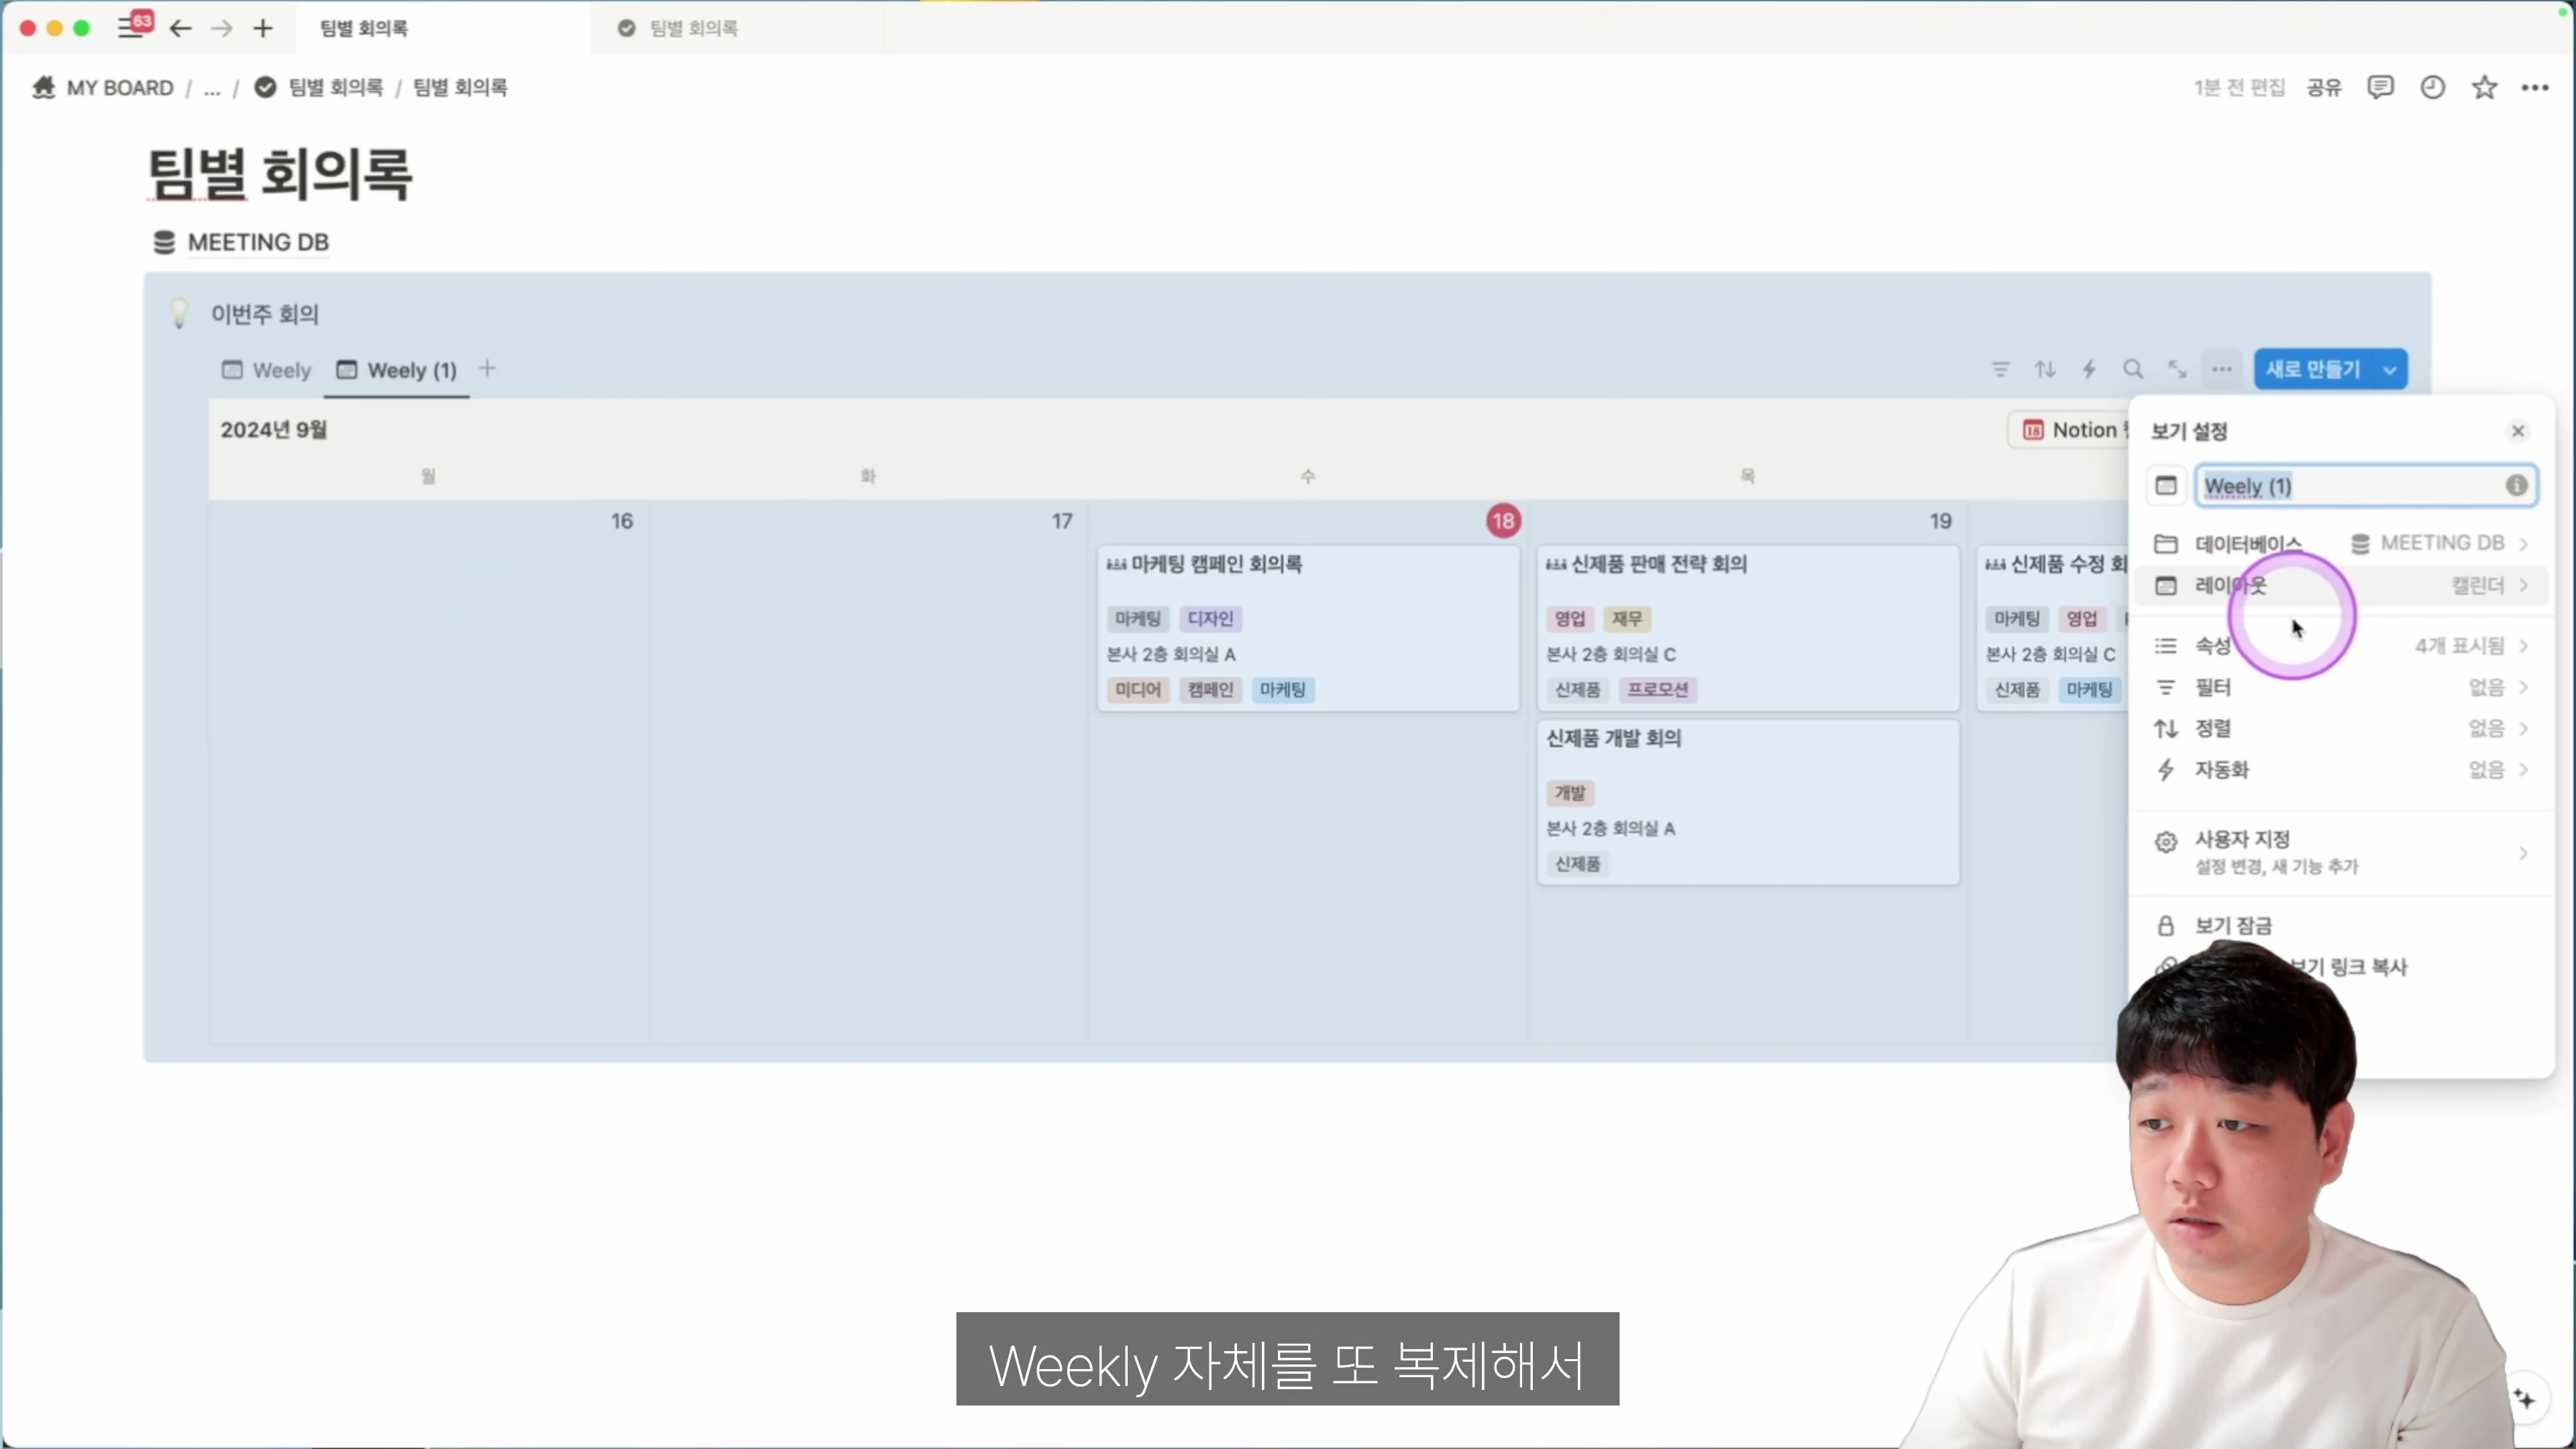 63
팀별 회의록
팀별 회의록
MY BOARD / ... / 팀별 회의록 / 팀별 회의록
1분 전 편집 공유
팀별 회의록
MEETING DB
이번주 회의
Weely Weely (1)
새로 만들기
2024년 9월
18 Notion
월 화 수 목
16 17 18 19
마케팅 캠페인 회의록
마케팅 디자인
본사 2층 회의실 A
미디어 캠페인 마케팅
신제품 판매 전략 회의
영업 재무
본사 2층 회의실 C
신제품 프로모션
신제품 개발 회의
개발
본사 2층 회의실 A
신제품
신제품 수정 회
마케팅 영업
본사 2층 회의실 C
신제품 마케팅
보기 설정
Weely (1)
데이터베이스 MEETING DB
레이아웃 캘린더
속성 4개 표시됨
필터 없음
정렬 없음
자동화 없음
사용자 지정
설정 변경, 새 기능 추가
보기 잠금
보기 링크 복사
Weekly 자체를 또 복제해서